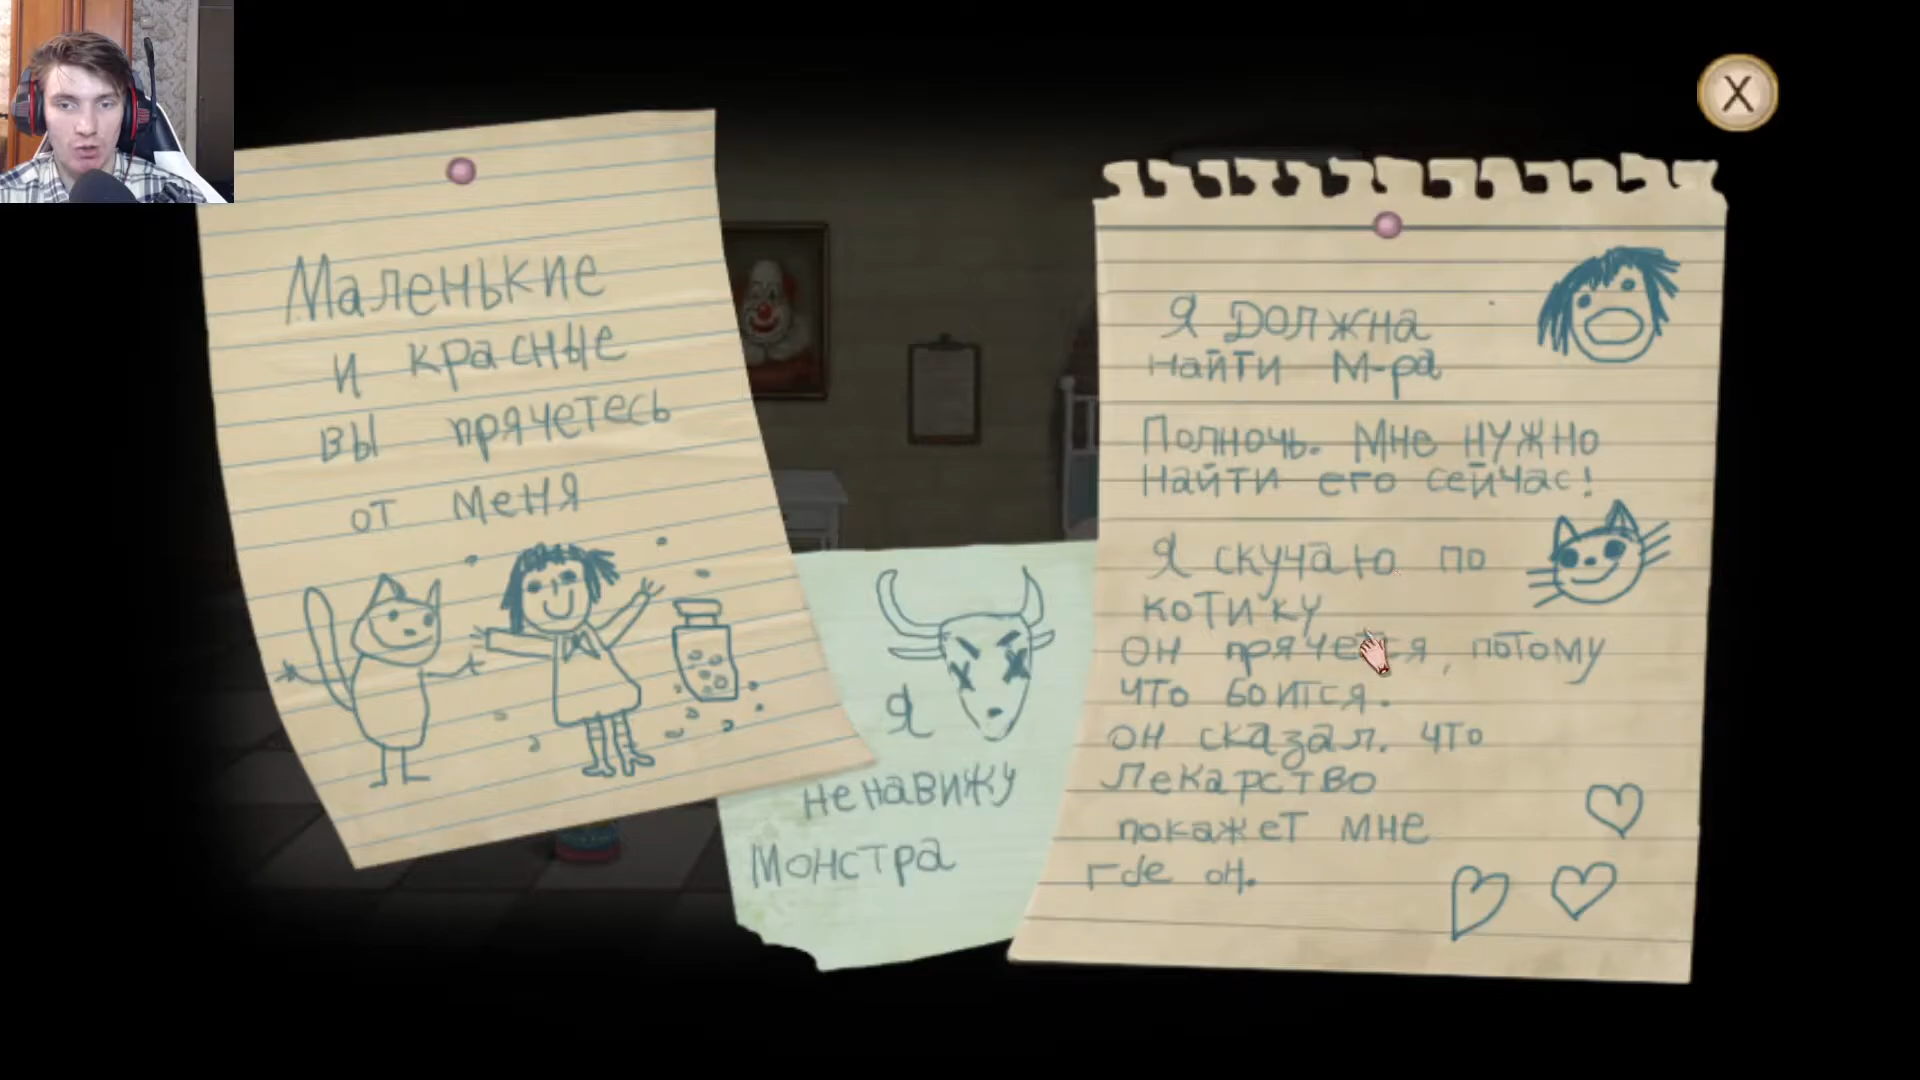 Маленькие
и красные
вы прячетесь
от меня
Я
ненавижу
Монстра
Я должна
найти М-ра
Полночь. Мне нужно
найти его сейчас!
Я скучаю по
котику
он прячется, потому
что боится.
он сказал. что
Лекарство
покажет мне
где он.
X